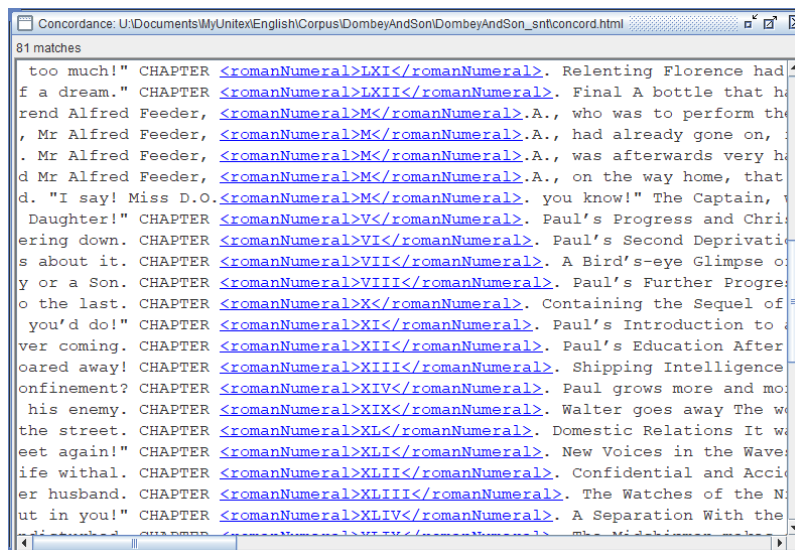 Concordance: U:\Documents\MyUnitex\English\Corpus\DombeyAndSon\DombeyAndSon_snt\concord.html
81 matches
too much!" CHAPTER <romanNumeral>LXI</romanNumeral>. Relenting Florence had
f a dream." CHAPTER <romanNumeral>LXII</romanNumeral>. Final A bottle that ha
rend Alfred Feeder, <romanNumeral>M</romanNumeral>.A., who was to perform the
, Mr Alfred Feeder, <romanNumeral>M</romanNumeral>.A., had already gone on,
. Mr Alfred Feeder, <romanNumeral>M</romanNumeral>.A., was afterwards very ha
d Mr Alfred Feeder, <romanNumeral>M</romanNumeral>.A., on the way home, that
d. "I say! Miss D.O.<romanNumeral>M</romanNumeral>. you know!" The Captain,
Daughter!" CHAPTER <romanNumeral>V</romanNumeral>. Paul's Progress and Chris
ering down. CHAPTER <romanNumeral>VI</romanNumeral>. Paul's Second Deprivati
s about it. CHAPTER <romanNumeral>VII</romanNumeral>. A Bird's-eye Glimpse o
y or a Son. CHAPTER <romanNumeral>VIII</romanNumeral>. Paul's Further Progre
o the last. CHAPTER <romanNumeral>X</romanNumeral>. Containing the Sequel of
you'd do!" CHAPTER <romanNumeral>XI</romanNumeral>. Paul's Introduction to a
ver coming. CHAPTER <romanNumeral>XII</romanNumeral>. Paul's Education After
oared away! CHAPTER <romanNumeral>XIII</romanNumeral>. Shipping Intelligence
onfinement? CHAPTER <romanNumeral>XIV</romanNumeral>. Paul grows more and mo
his enemy. CHAPTER <romanNumeral>XIX</romanNumeral>. Walter goes away The wo
the street. CHAPTER <romanNumeral>XL</romanNumeral>. Domestic Relations It wa
eet again!" CHAPTER <romanNumeral>XLI</romanNumeral>. New Voices in the Waves
ife withal. CHAPTER <romanNumeral>XLII</romanNumeral>. Confidential and Accid
er husband. CHAPTER <romanNumeral>XLIII</romanNumeral>. The Watches of the Ni
ut in you!" CHAPTER <romanNumeral>XLIV</romanNumeral>. A Separation With the